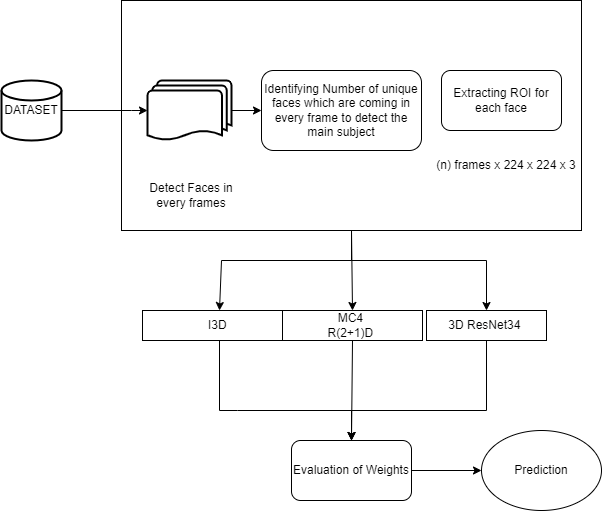 DATASET
Identifying Number of unique
faces which are coming in
every frame to detect the
main subject
Extracting ROI for
each face
(n) frames x 224 x 224 x 3
Detect Faces in
every frames
I3D
MC4
R(2+1)D
3D ResNet34
Evaluation of Weights
Prediction